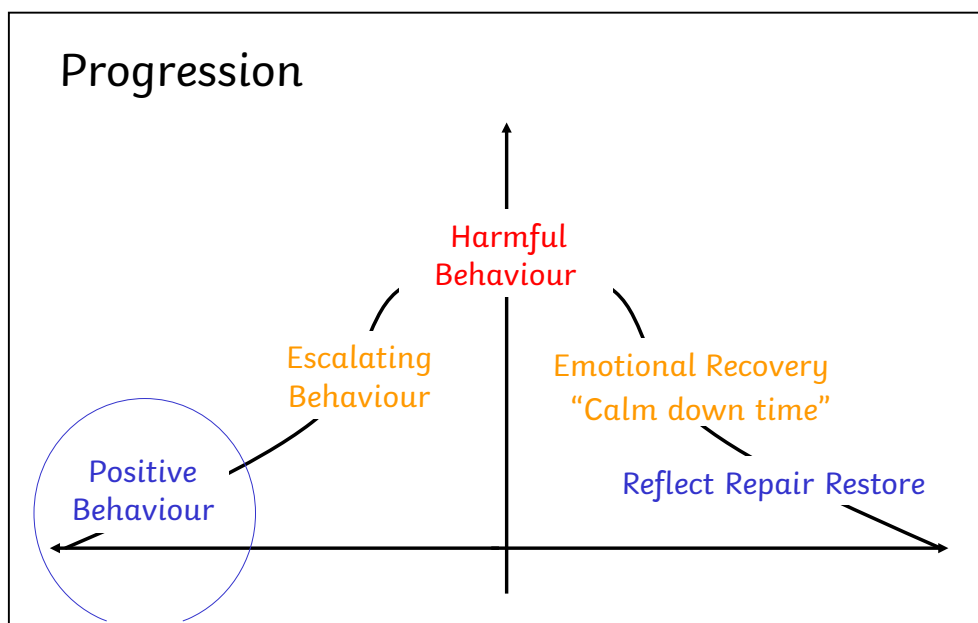 Progression
Harmful
Behaviour
Escalating
Behaviour
Emotional Recovery
“Calm down time”
Positive
Behaviour
Reflect Repair Restore